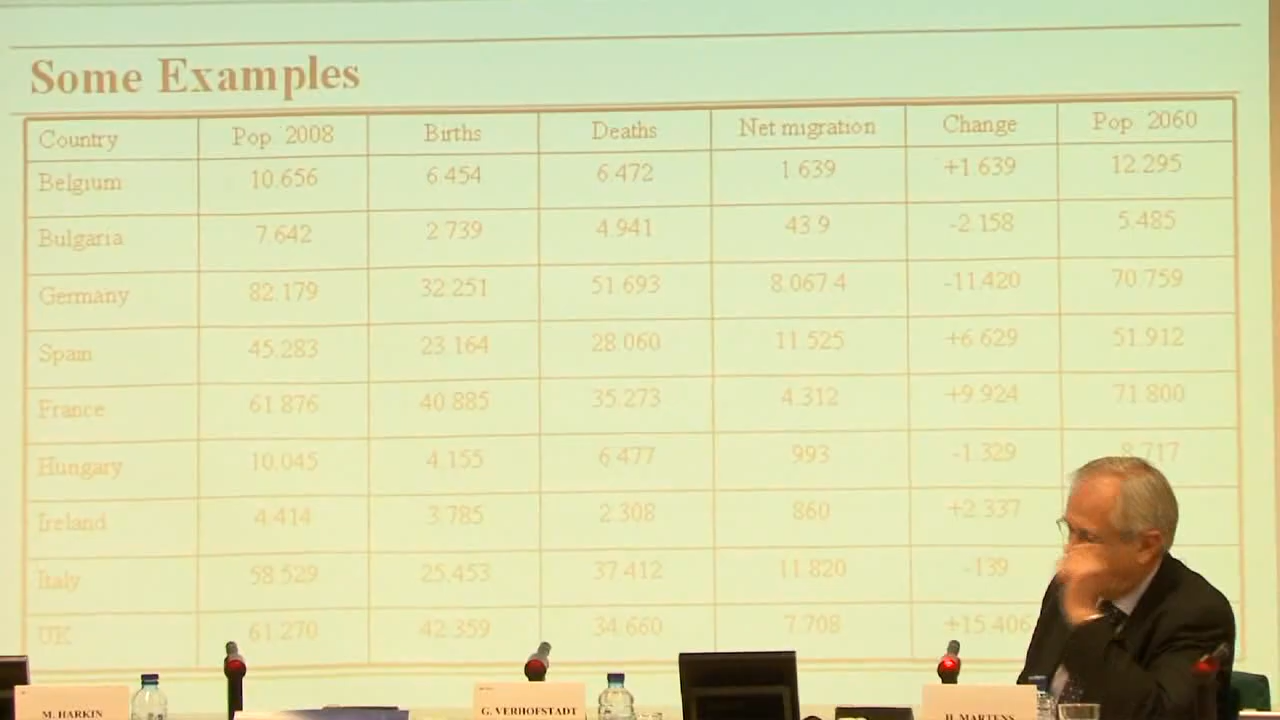 Some Examples
Country Pop 2008 Births Deaths Net migration Change Pop 2060
Belgium 10.656 6.454 6.472 1 639 +1.639 12.295
Bulgaria 7.642 2.739 4.941 43.9 -2.158 5.485
Germany 82.179 32.251 51.693 8.067.4 -11.420 70.759
Spain 45.283 23.164 28.060 11.525 +6.629 51.912
France 61.876 40.885 35.273 4.312 +9.924 71.800
Hungary 10.045 4.155 6.477 993 -1.329 8.717
Ireland 4.414 3.785 2.308 860 +2.337
Italy 58.529 25.453 37.412 11.820 -139
UK 61.270 42.359 34.660 7.708 +15.406
M. HARKIN
G. VERHOFSTADT
H. MARTENS